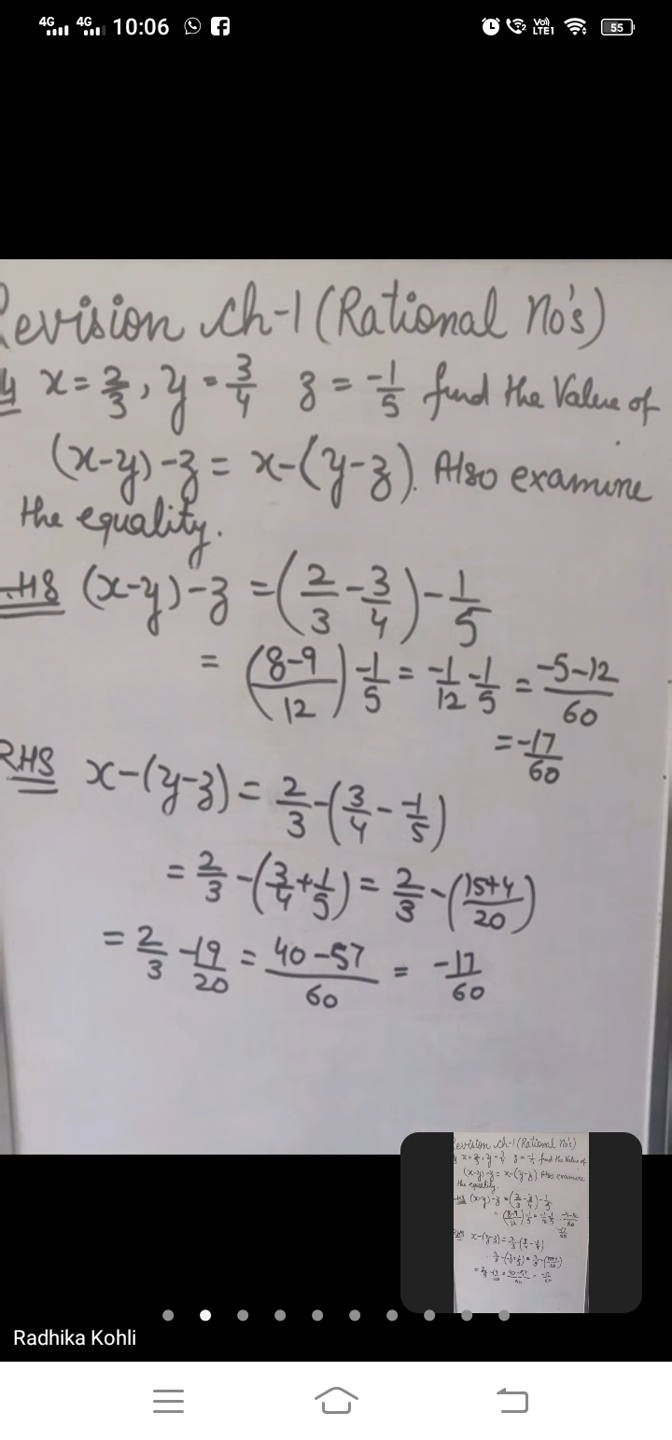 4G 4G 10:06 Vo) LTE1 55
Revision Ch-1 (Rational No's)
x = 2/3, y = 3/4 z = -1/5 find the Value of
(x-y)-z = x-(y-z). Also examine
the equality.
LHS (x-y)-z = (2/3 - 3/4) - 1/5
= (8-9/12) - 1/5 = -1/12 - 1/5 = -5-12/60
= -17/60
RHS x-(y-z) = 2/3 - (3/4 - -1/5)
= 2/3 - (3/4 + 1/5) = 2/3 - (15+4/20)
= 2/3 - 19/20 = 40-57/60 = -17/60
Radhika Kohli